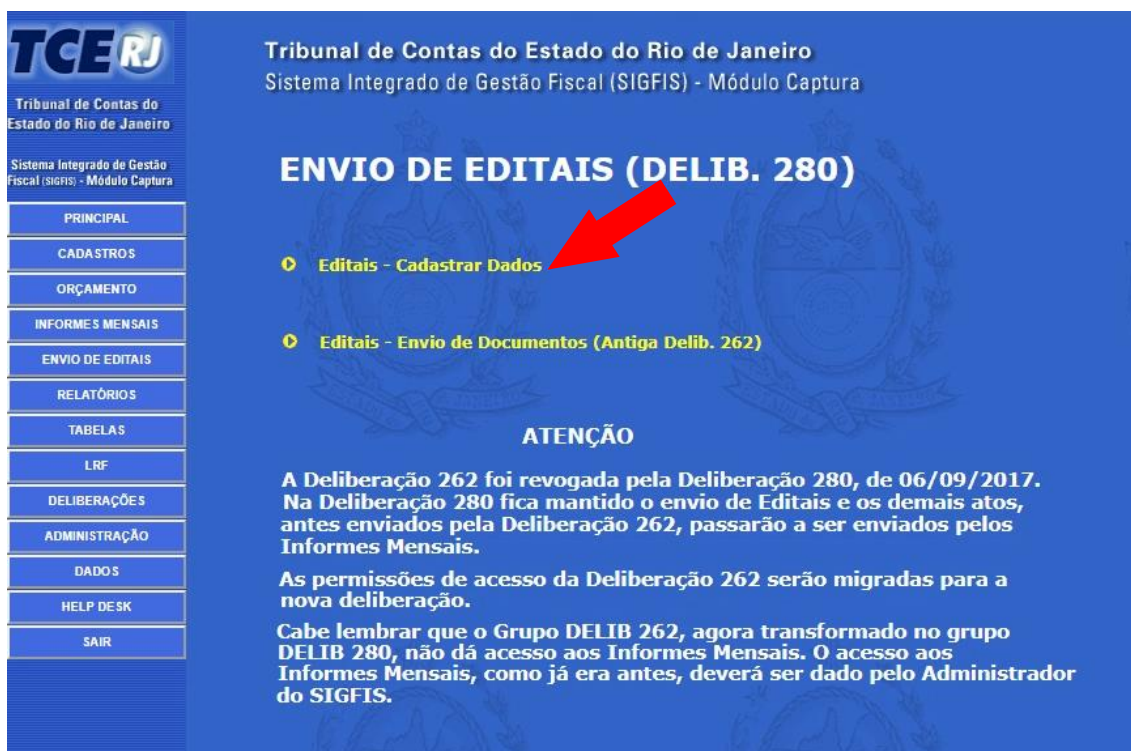 TCE RJ
Tribunal de Contas do
Estado do Rio de Janeiro
Sistema Integrado de Gestão
Fiscal (SIGFIS) - Módulo Captura
PRINCIPAL
CADASTROS
ORÇAMENTO
INFORMES MENSAIS
ENVIO DE EDITAIS
RELATÓRIOS
TABELAS
LRF
DELIBERAÇÕES
ADMINISTRAÇÃO
DADOS
HELP DESK
SAIR
Tribunal de Contas do Estado do Rio de Janeiro
Sistema Integrado de Gestão Fiscal (SIGFIS) - Módulo Captura
ENVIO DE EDITAIS (DELIB. 280)
Editais - Cadastrar Dados
Editais - Envio de Documentos (Antiga Delib. 262)
ATENÇÃO
A Deliberação 262 foi revogada pela Deliberação 280, de 06/09/2017.
Na Deliberação 280 fica mantido o envio de Editais e os demais atos,
antes enviados pela Deliberação 262, passarão a ser enviados pelos
Informes Mensais.
As permissões de acesso da Deliberação 262 serão migradas para a
nova deliberação.
Cabe lembrar que o Grupo DELIB 262, agora transformado no grupo
DELIB 280, não dá acesso aos Informes Mensais. O acesso aos
Informes Mensais, como já era antes, deverá ser dado pelo Administrador
do SIGFIS.